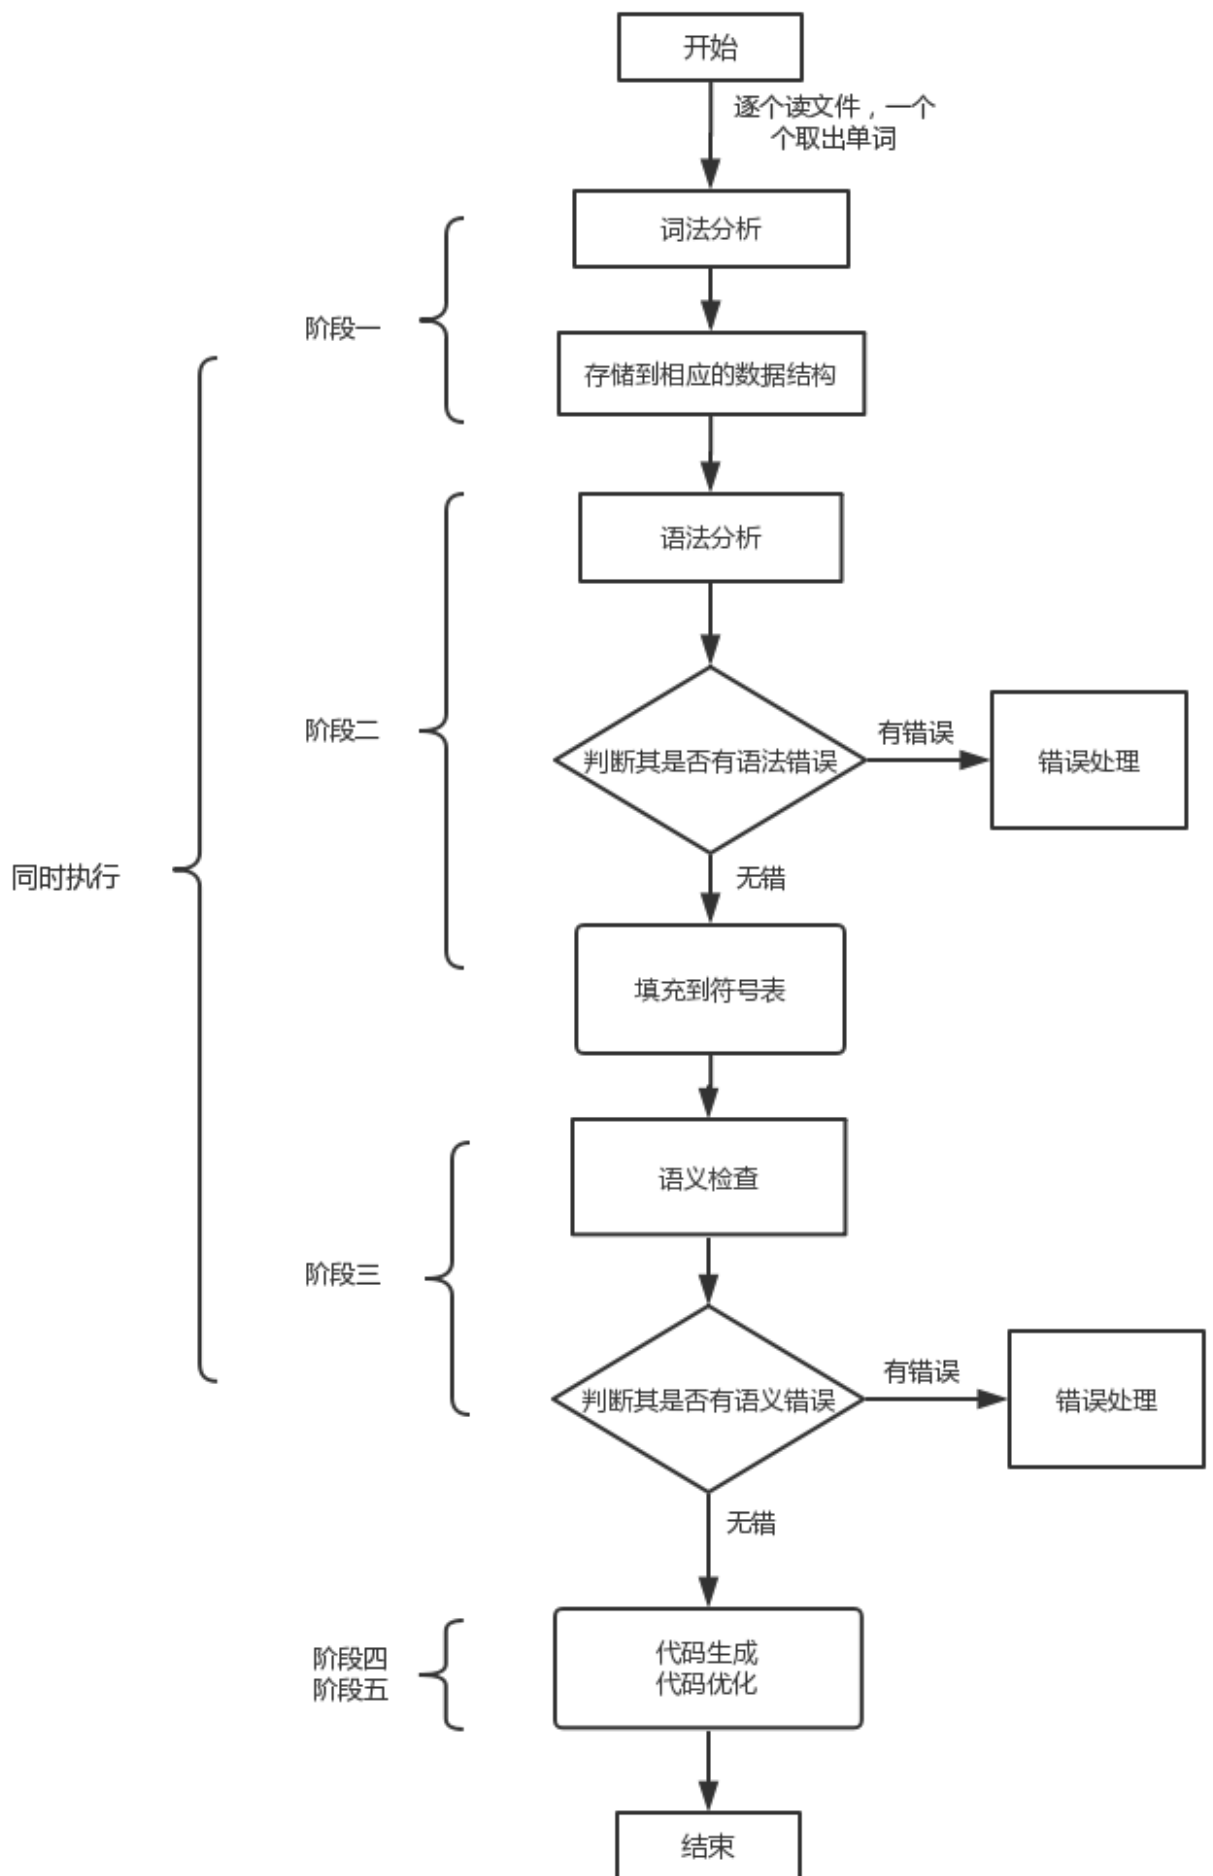 开始
逐个读文件，一个
个取出单词
词法分析
阶段一
存储到相应的数据结构
语法分析
阶段二
有错误
判断其是否有语法错误
错误处理
同时执行
无错
填充到符号表
语义检查
阶段三
有错误
判断其是否有语义错误
错误处理
无错
阶段四
阶段五
代码生成
代码优化
结束